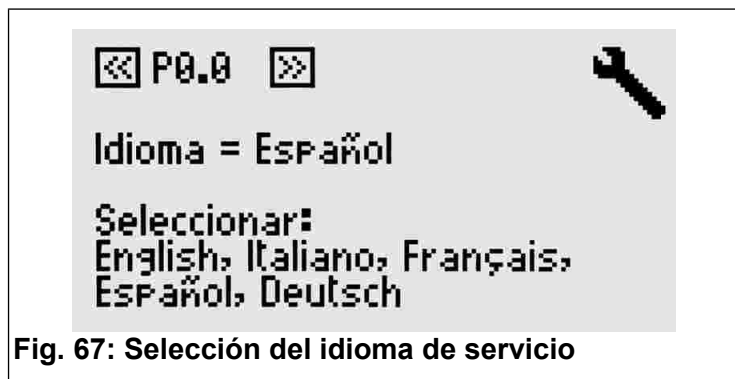 « P0.0 »
Idioma = Español
Seleccionar:
English, Italiano, Français,
Español, Deutsch
Fig. 67: Selección del idioma de servicio